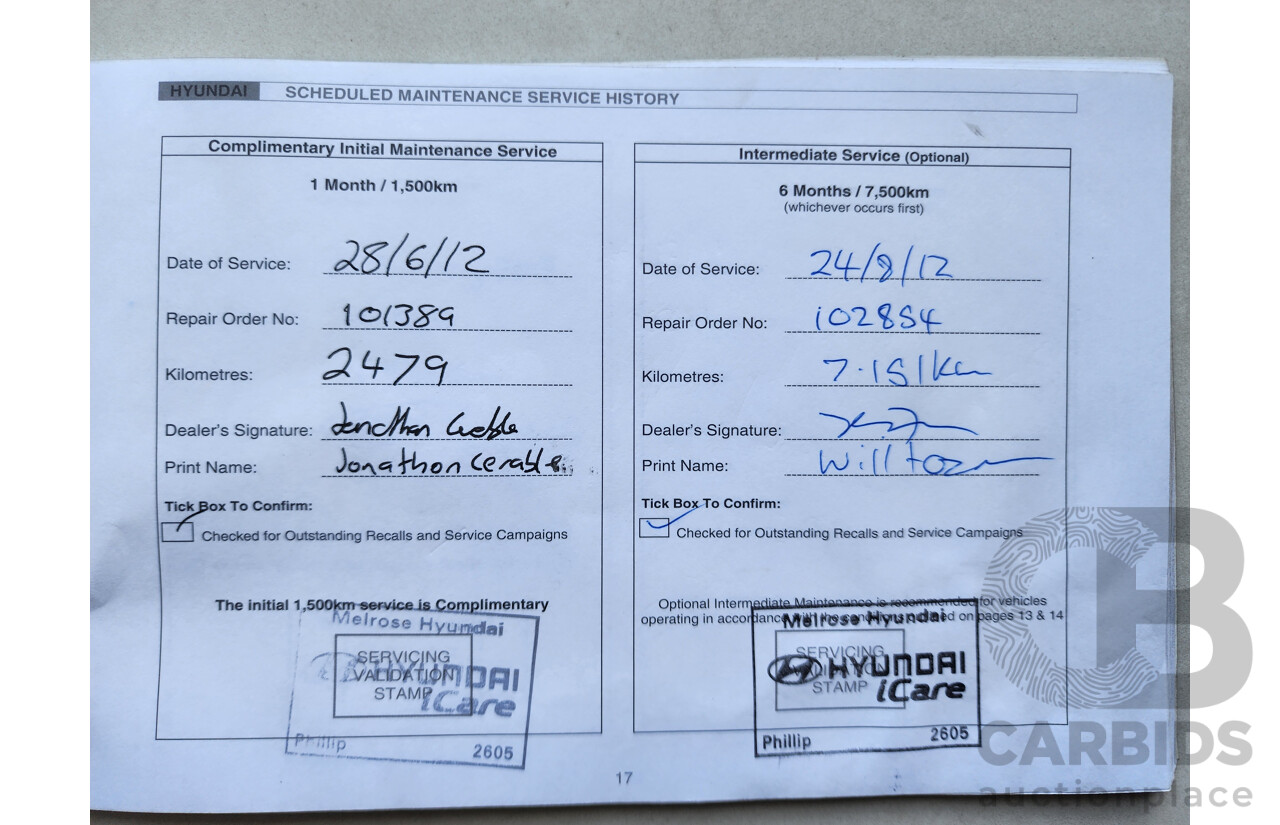 HYUNDAI SCHEDULED MAINTENANCE SERVICE HISTORY
Complimentary Initial Maintenance Service
1 Month / 1,500km
Date of Service: 28/6/12
Repair Order No: 101389
Kilometres: 2479
Dealer's Signature:
Print Name: Jonathon
Tick Box To Confirm:
Checked for Outstanding Recalls and Service Campaigns
The initial 1,500km service is Complimentary
Melrose Hyundai
SERVICING
VALIDATION
STAMP
HYUNDAI
iCare
Phillip 2605
Intermediate Service (Optional)
6 Months / 7,500km
(whichever occurs first)
Date of Service: 24/8/12
Repair Order No: 102854
Kilometres: 7.151km
Dealer's Signature:
Print Name: Will
Tick Box To Confirm:
Checked for Outstanding Recalls and Service Campaigns
Optional Intermediate Maintenance is recommended for vehicles
operating in accordance with the conditions on pages 13 & 14
Melrose Hyundai
SERVICING
VALIDATION
STAMP
HYUNDAI
iCare
Phillip 2605
17
CB
CARBIDS
auctionplace